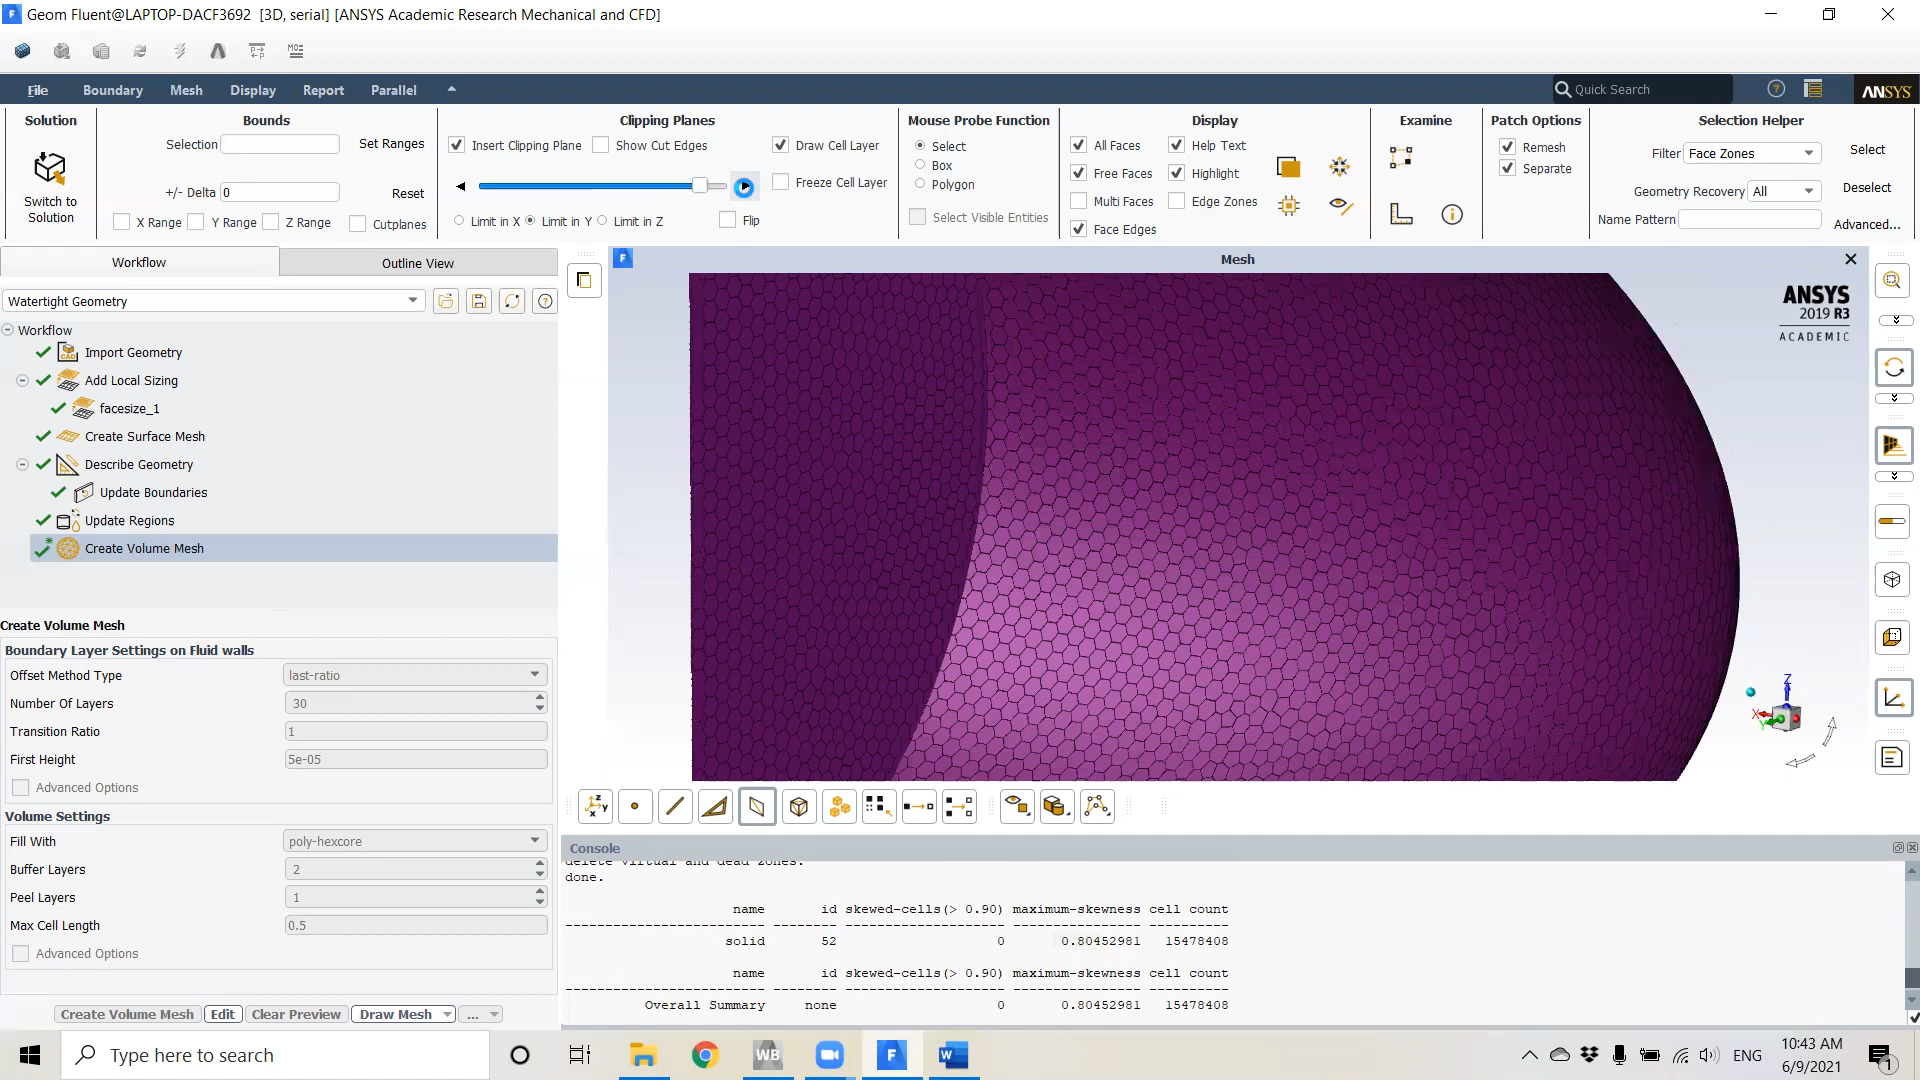 Geom Fluent@LAPTOP-DACF3692 [3D, serial] [ANSYS Academic Research Mechanical and CFD]
File Boundary Mesh Display Report Parallel
Quick Search
ANSYS
Solution
Switch to
Solution
Bounds
Selection
Set Ranges
+/- Delta 0
Reset
X Range Y Range Z Range Cutplanes
Clipping Planes
Insert Clipping Plane Show Cut Edges Draw Cell Layer
Freeze Cell Layer
Limit in X Limit in Y Limit in Z Flip
Mouse Probe Function
Select
Box
Polygon
Select Visible Entities
Display
All Faces Help Text
Free Faces Highlight
Multi Faces Edge Zones
Face Edges
Examine
Patch Options
Remesh
Separate
Selection Helper
Filter Face Zones Select
Geometry Recovery All Deselect
Name Pattern Advanced...
Workflow Outline View
Watertight Geometry
Workflow
Import Geometry
Add Local Sizing
facesize_1
Create Surface Mesh
Describe Geometry
Update Boundaries
Update Regions
Create Volume Mesh
Create Volume Mesh
Boundary Layer Settings on Fluid walls
Offset Method Type last-ratio
Number Of Layers 30
Transition Ratio 1
First Height 5e-05
Advanced Options
Volume Settings
Fill With poly-hexcore
Buffer Layers 2
Peel Layers 1
Max Cell Length 0.5
Advanced Options
Create Volume Mesh Edit Clear Preview Draw Mesh ...
Mesh
ANSYS
2019 R3
ACADEMIC
Z
X
Y
Console
delete virtual and dead zones.
done.
name id skewed-cells(> 0.90) maximum-skewness cell count
solid 52 0 0.80452981 15478408
name id skewed-cells(> 0.90) maximum-skewness cell count
Overall Summary none 0 0.80452981 15478408
Type here to search
WB
F
W
ENG
10:43 AM
6/9/2021
1